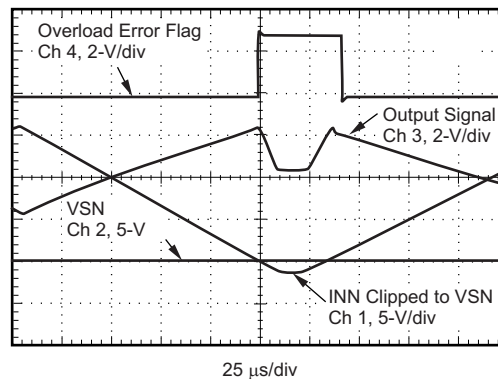 Overload Error Flag
Ch 4, 2-V/div
Output Signal
Ch 3, 2-V/div
VSN
Ch 2, 5-V
INN Clipped to VSN
Ch 1, 5-V/div
25 μs/div